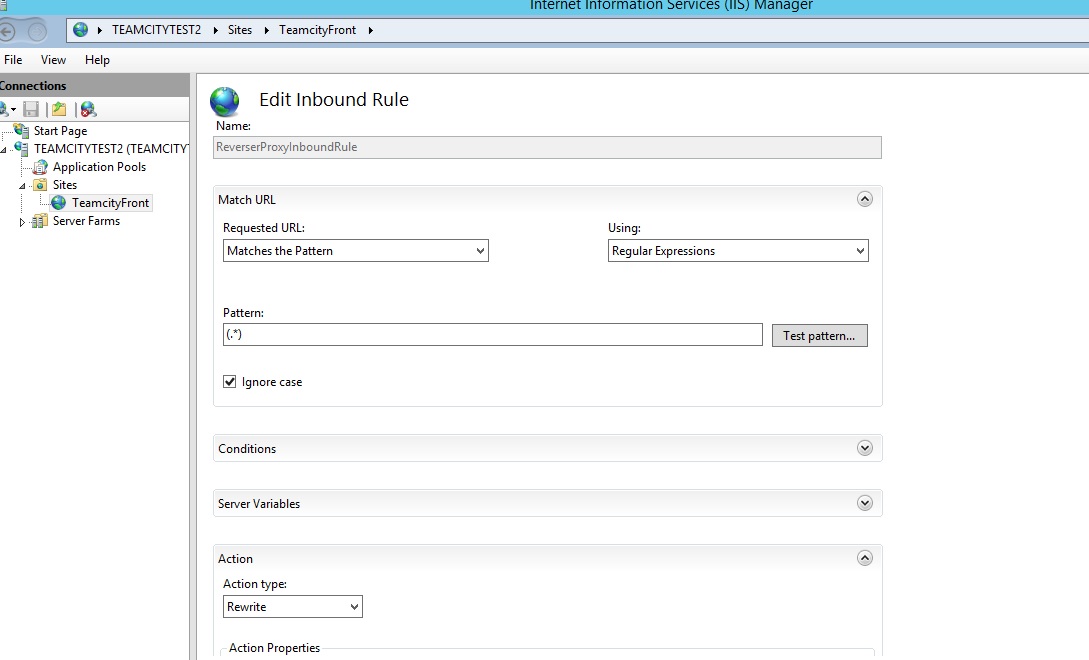 Internet Information Services (IIS) Manager
TEAMCITYTEST2 Sites TeamcityFront
File View Help
Connections
Start Page
TEAMCITYTEST2 (TEAMCITY
Application Pools
Sites
TeamcityFront
Server Farms
Edit Inbound Rule
Name:
ReverserProxyInboundRule
Match URL
Requested URL: Using:
Matches the Pattern Regular Expressions
Pattern:
(.*) Test pattern...
Ignore case
Conditions
Server Variables
Action
Action type:
Rewrite
Action Properties